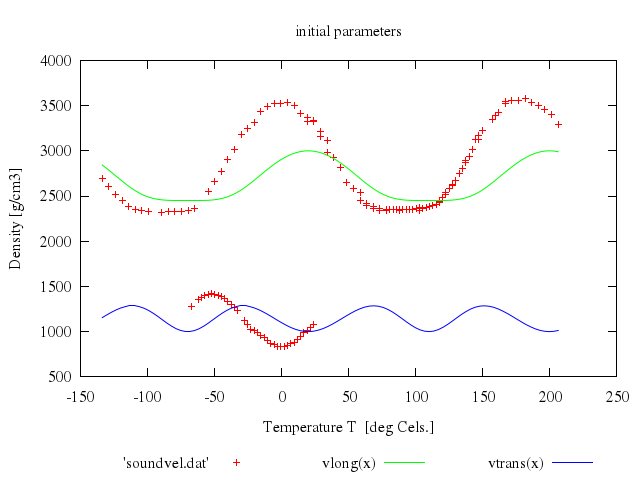 initial parameters
4000
3500
3000
2500
2000
1500
1000
500
Density [g/cm3]
-150 -100 -50 0 50 100 150 200 250
Temperature T [deg Cels.]
'soundvel.dat' vlong(x) vtrans(x)